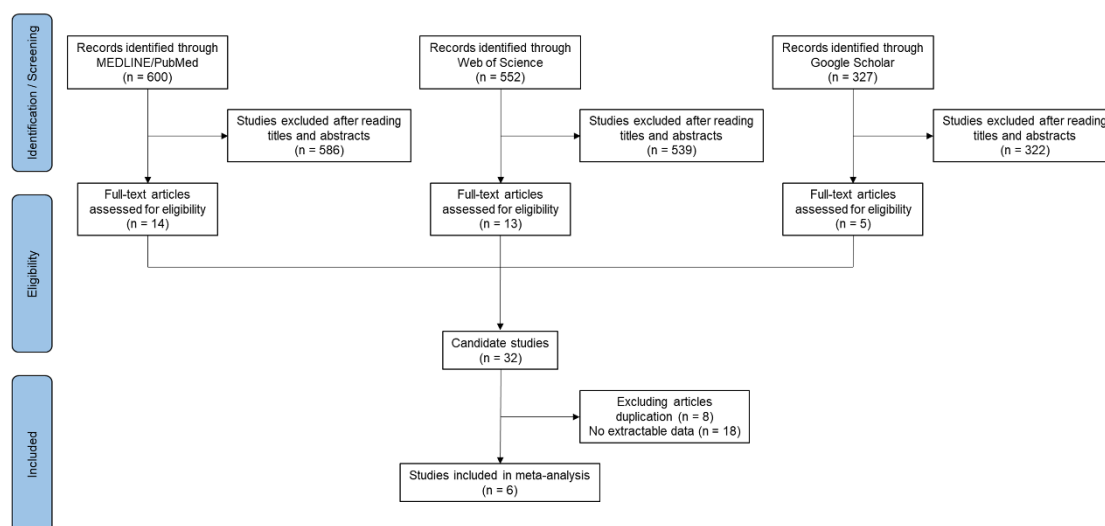 Identification / Screening
Records identified through
MEDLINE/PubMed
(n = 600)
Records identified through
Web of Science
(n = 552)
Records identified through
Google Scholar
(n = 327)
Studies excluded after reading
titles and abstracts
(n = 586)
Studies excluded after reading
titles and abstracts
(n = 539)
Studies excluded after reading
titles and abstracts
(n = 322)
Eligibility
Full-text articles
assessed for eligibility
(n = 14)
Full-text articles
assessed for eligibility
(n = 13)
Full-text articles
assessed for eligibility
(n = 5)
Candidate studies
(n = 32)
Included
Excluding articles
duplication (n = 8)
No extractable data (n = 18)
Studies included in meta-analysis
(n = 6)